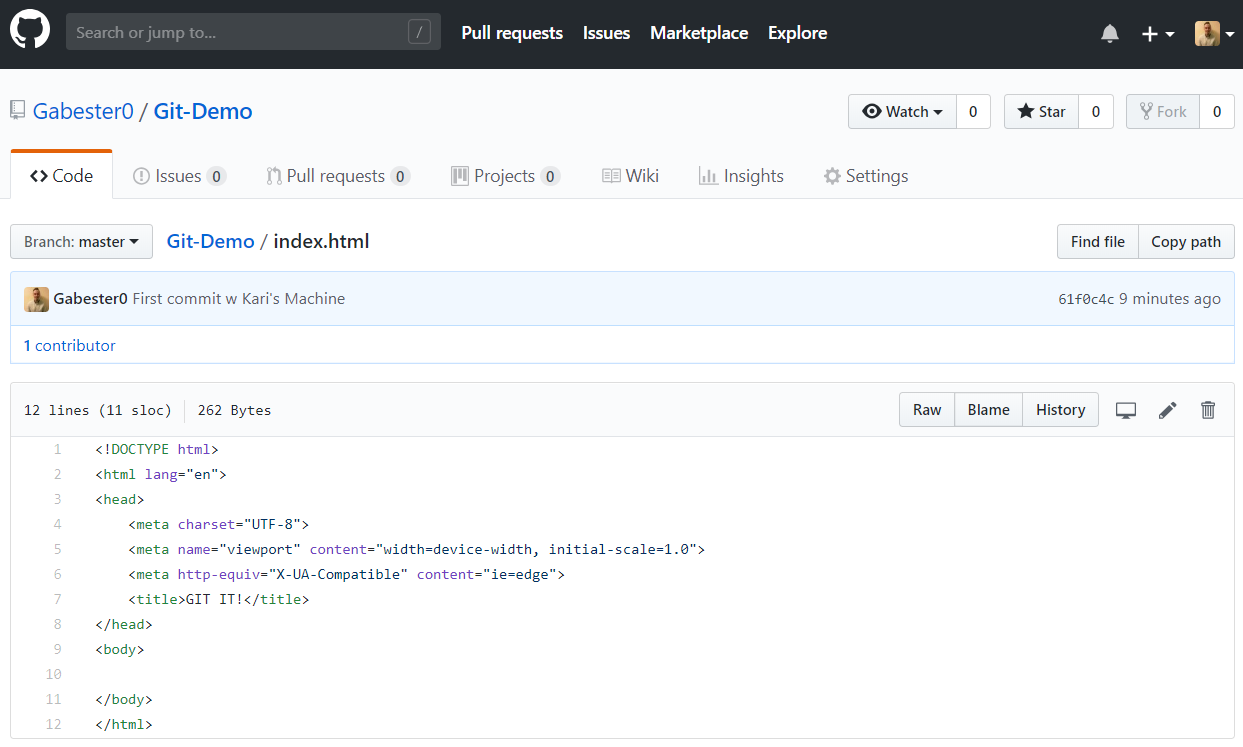 Search or jump to... / Pull requests Issues Marketplace Explore
Gabester0 / Git-Demo Watch 0 Star 0 Fork 0
Code Issues 0 Pull requests 0 Projects 0 Wiki Insights Settings
Branch: master Git-Demo / index.html Find file Copy path
Gabester0 First commit w Kari's Machine 61f0c4c 9 minutes ago
1 contributor
12 lines (11 sloc) 262 Bytes Raw Blame History
1 <!DOCTYPE html>
2 <html lang="en">
3 <head>
4     <meta charset="UTF-8">
5     <meta name="viewport" content="width=device-width, initial-scale=1.0">
6     <meta http-equiv="X-UA-Compatible" content="ie=edge">
7     <title>GIT IT!</title>
8 </head>
9 <body>
10
11 </body>
12 </html>